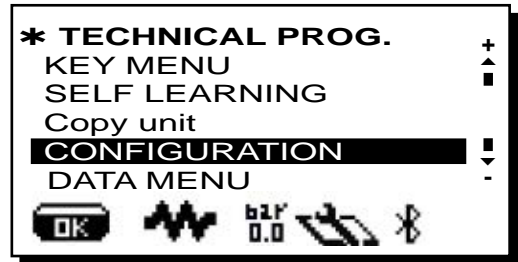 * TECHNICAL PROG.
KEY MENU
SELF LEARNING
Copy unit
CONFIGURATION
DATA MENU
+
-
OK
bar
0.0